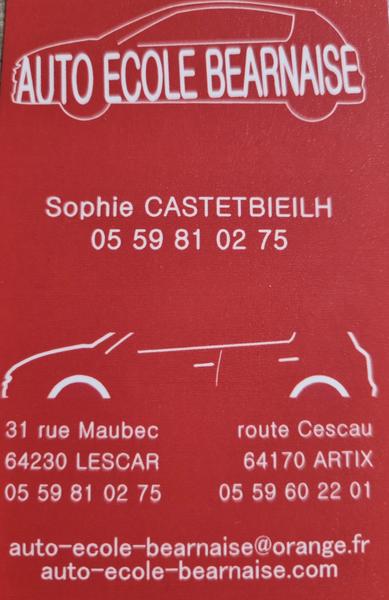 AUTO ECOLE BEARNAISE
Sophie CASTETBIEILH
05 59 81 02 75
31 rue Maubec
64230 LESCAR
05 59 81 02 75
route Cescau
64170 ARTIX
05 59 60 22 01
auto-ecole-bearnaise@orange.fr
auto-ecole-bearnaise.com